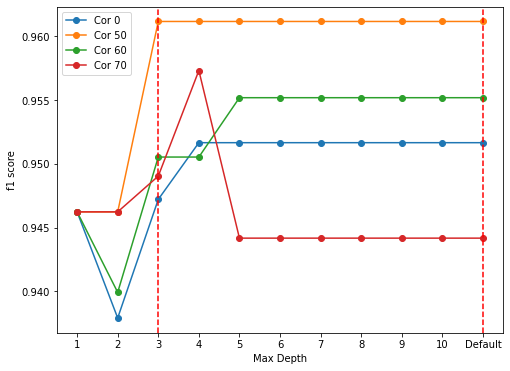 Cor 0
Cor 50
Cor 60
Cor 70
0.960
0.955
0.950
0.945
0.940
f1 score
1 2 3 4 5 6 7 8 9 10 Default
Max Depth